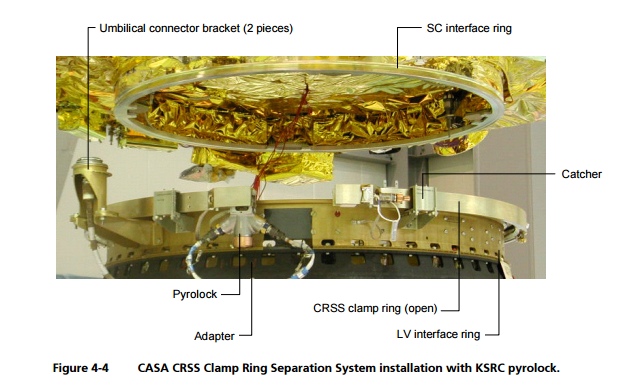 Umbilical connector bracket (2 pieces)
SC interface ring
Catcher
Pyrolock
CRSS clamp ring (open)
Adapter
LV interface ring
Figure 4-4 CASA CRSS Clamp Ring Separation System installation with KSRC pyrolock.